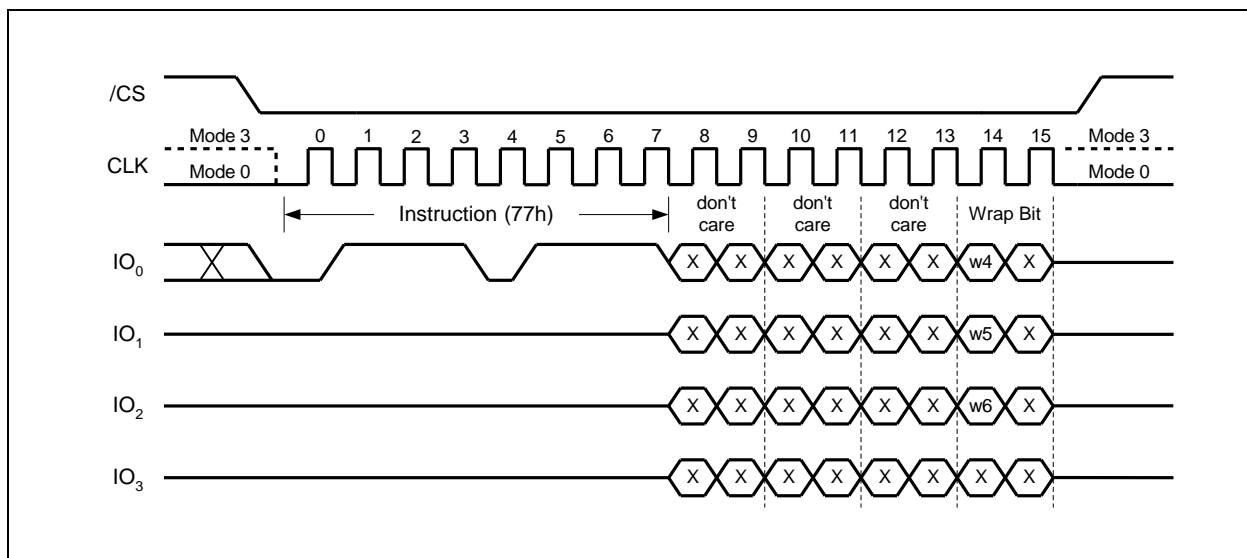 /CS
Mode 3 0 1 2 3 4 5 6 7 8 9 10 11 12 13 14 15 Mode 3
CLK
Mode 0 Mode 0
Instruction (77h) don't care don't care don't care Wrap Bit
IO0 X X X X X X w4 X
IO1 X X X X X X w5 X
IO2 X X X X X X w6 X
IO3 X X X X X X X X